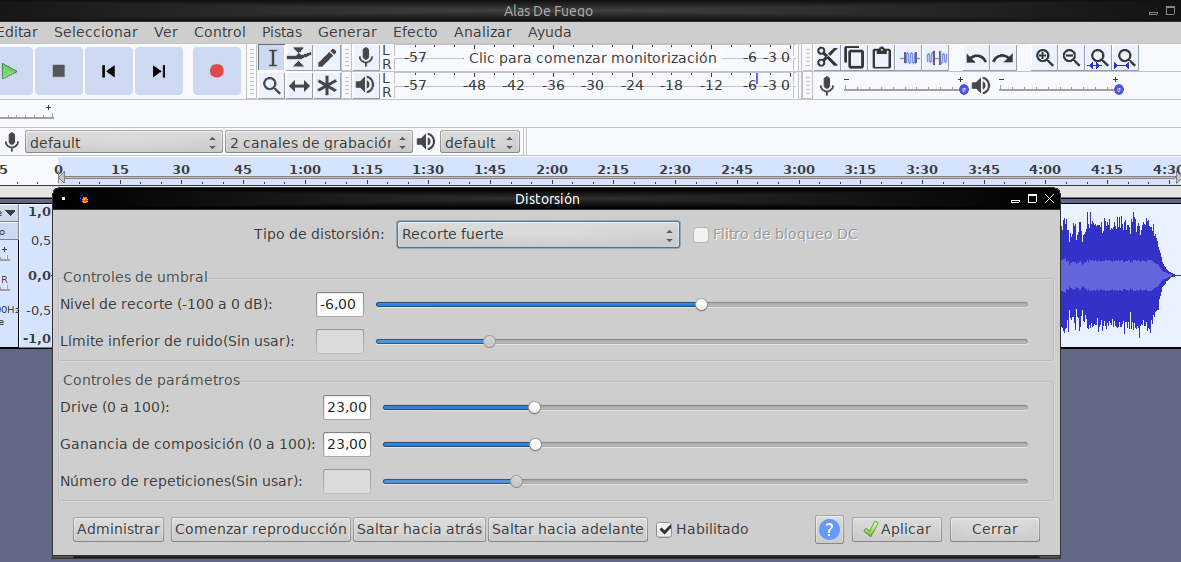 Alas De Fuego
Editar Seleccionar Ver Control Pistas Generar Efecto Analizar Ayuda
L R -57 Clic para comenzar monitorización -6 -3 0
L R -57 -48 -42 -36 -30 -24 -18 -12 -6 -3 0
- +
- +
+
default 2 canales de grabación default
0 15 30 45 1:00 1:15 1:30 1:45 2:00 2:15 2:30 2:45 3:00 3:15 3:30 3:45 4:00 4:15 4:30
Distorsión
1,0
0,5
0,0
-0,5
-1,0
R
00Hz
Tipo de distorsión: Recorte fuerte Flitro de bloqueo DC
Controles de umbral
Nivel de recorte (-100 a 0 dB): -6,00
Límite inferior de ruido(Sin usar):
Controles de parámetros
Drive (0 a 100): 23,00
Ganancia de composición (0 a 100): 23,00
Número de repeticiones(Sin usar):
Administrar Comenzar reproducción Saltar hacia atrás Saltar hacia adelante Habilitado ? Aplicar Cerrar